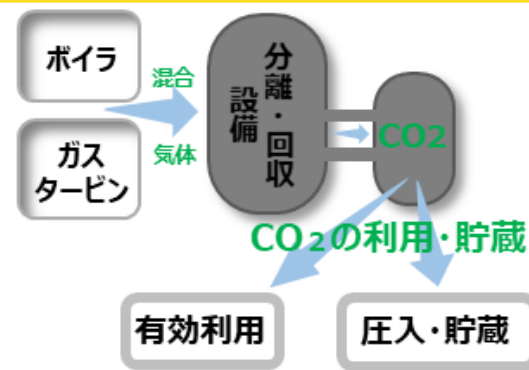 ボイラ
混合
気体
ガス
タービン
分離・回収
設備
CO2
CO2の利用・貯蔵
有効利用
圧入・貯蔵